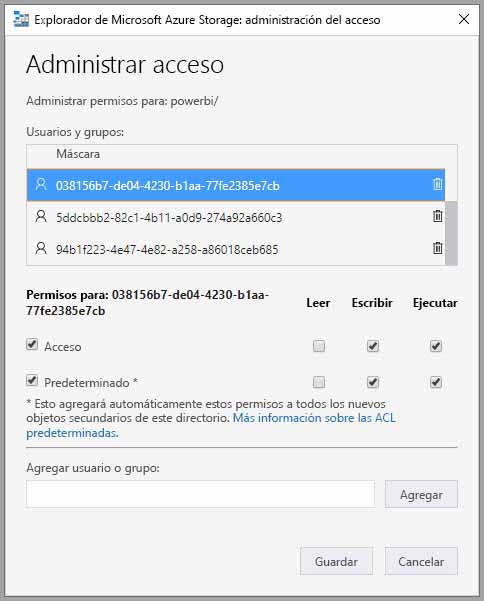 Explorador de Microsoft Azure Storage: administración del acceso
Administrar acceso
Administrar permisos para: powerbi/
Usuarios y grupos:
Máscara
038156b7-de04-4230-b1aa-77fe2385e7cb
5ddcbbb2-82c1-4b11-a0d9-274a92a660c3
94b1f223-4e47-4e82-a258-a86018ceb685
Permisos para: 038156b7-de04-4230-b1aa-
77fe2385e7cb
Leer Escribir Ejecutar
Acceso
Predeterminado *
* Esto agregará automáticamente estos permisos a todos los nuevos
objetos secundarios de este directorio. Más información sobre las ACL
predeterminadas.
Agregar usuario o grupo:
Agregar
Guardar Cancelar